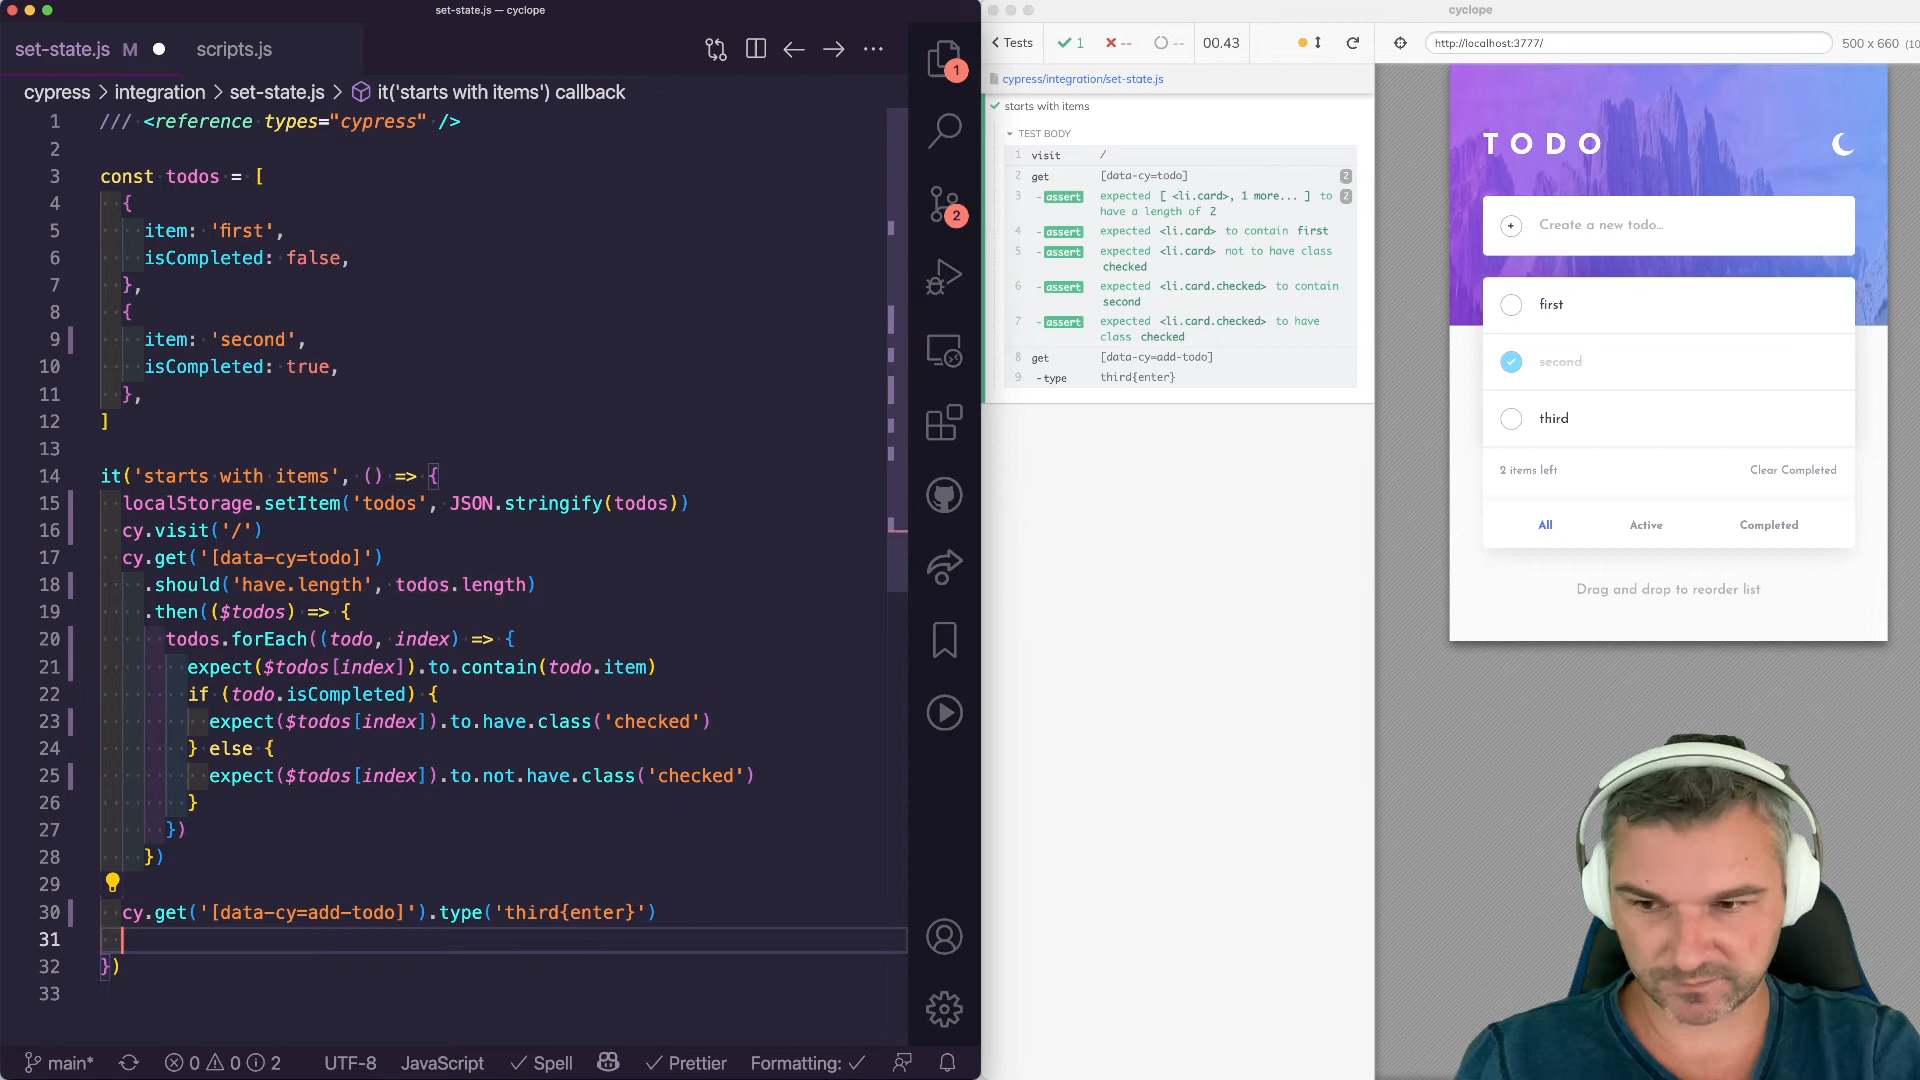 set-state.js — cyclope
set-state.js M
scripts.js
cypress > integration > set-state.js > it('starts with items') callback
1 /// <reference types="cypress" />
2
3 const todos = [
4 {
5 item: 'first',
6 isCompleted: false,
7 },
8 {
9 item: 'second',
10 isCompleted: true,
11 },
12 ]
13
14 it('starts with items', () => {
15 localStorage.setItem('todos', JSON.stringify(todos))
16 cy.visit('/')
17 cy.get('[data-cy=todo]')
18 .should('have.length', todos.length)
19 .then(($todos) => {
20 todos.forEach((todo, index) => {
21 expect($todos[index]).to.contain(todo.item)
22 if (todo.isCompleted) {
23 expect($todos[index]).to.have.class('checked')
24 } else {
25 expect($todos[index]).to.not.have.class('checked')
26 }
27 })
28 })
29
30 cy.get('[data-cy=add-todo]').type('third{enter}')
31
32 })
33
1
2
main* 0 0 2 UTF-8 JavaScript Spell Prettier Formatting:
cyclope
Tests 1 -- -- 00.43 http://localhost:3777/ 500 x 660 (10
cypress/integration/set-state.js
starts with items
TEST BODY
1 visit /
2 get [data-cy=todo] 2
3 -assert expected [ <li.card>, 1 more... ] to 2
have a length of 2
4 -assert expected <li.card> to contain first
5 -assert expected <li.card> not to have class
checked
6 -assert expected <li.card.checked> to contain
second
7 -assert expected <li.card.checked> to have
class checked
8 get [data-cy=add-todo]
9 -type third{enter}
TODO
Create a new todo...
first
second
third
2 items left Clear Completed
All Active Completed
Drag and drop to reorder list